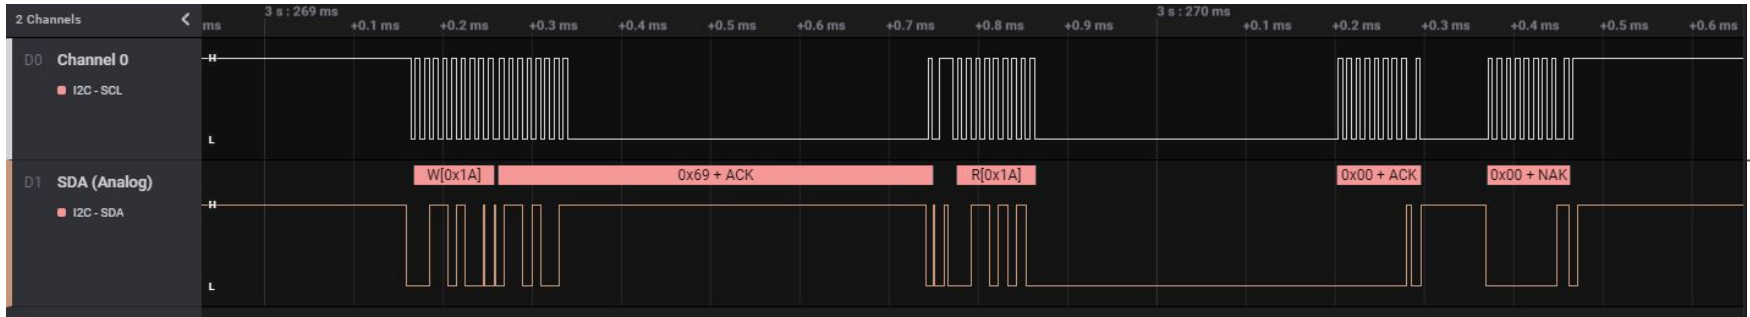 2 Channels
ms 3 s : 269 ms +0.1 ms +0.2 ms +0.3 ms +0.4 ms +0.5 ms +0.6 ms +0.7 ms +0.8 ms +0.9 ms 3 s : 270 ms +0.1 ms +0.2 ms +0.3 ms +0.4 ms +0.5 ms +0.6 ms
D0 Channel 0
H
I2C - SCL
L
W[0x1A] 0x69 + ACK R[0x1A] 0x00 + ACK 0x00 + NAK
D1 SDA (Analog)
H
I2C - SDA
L